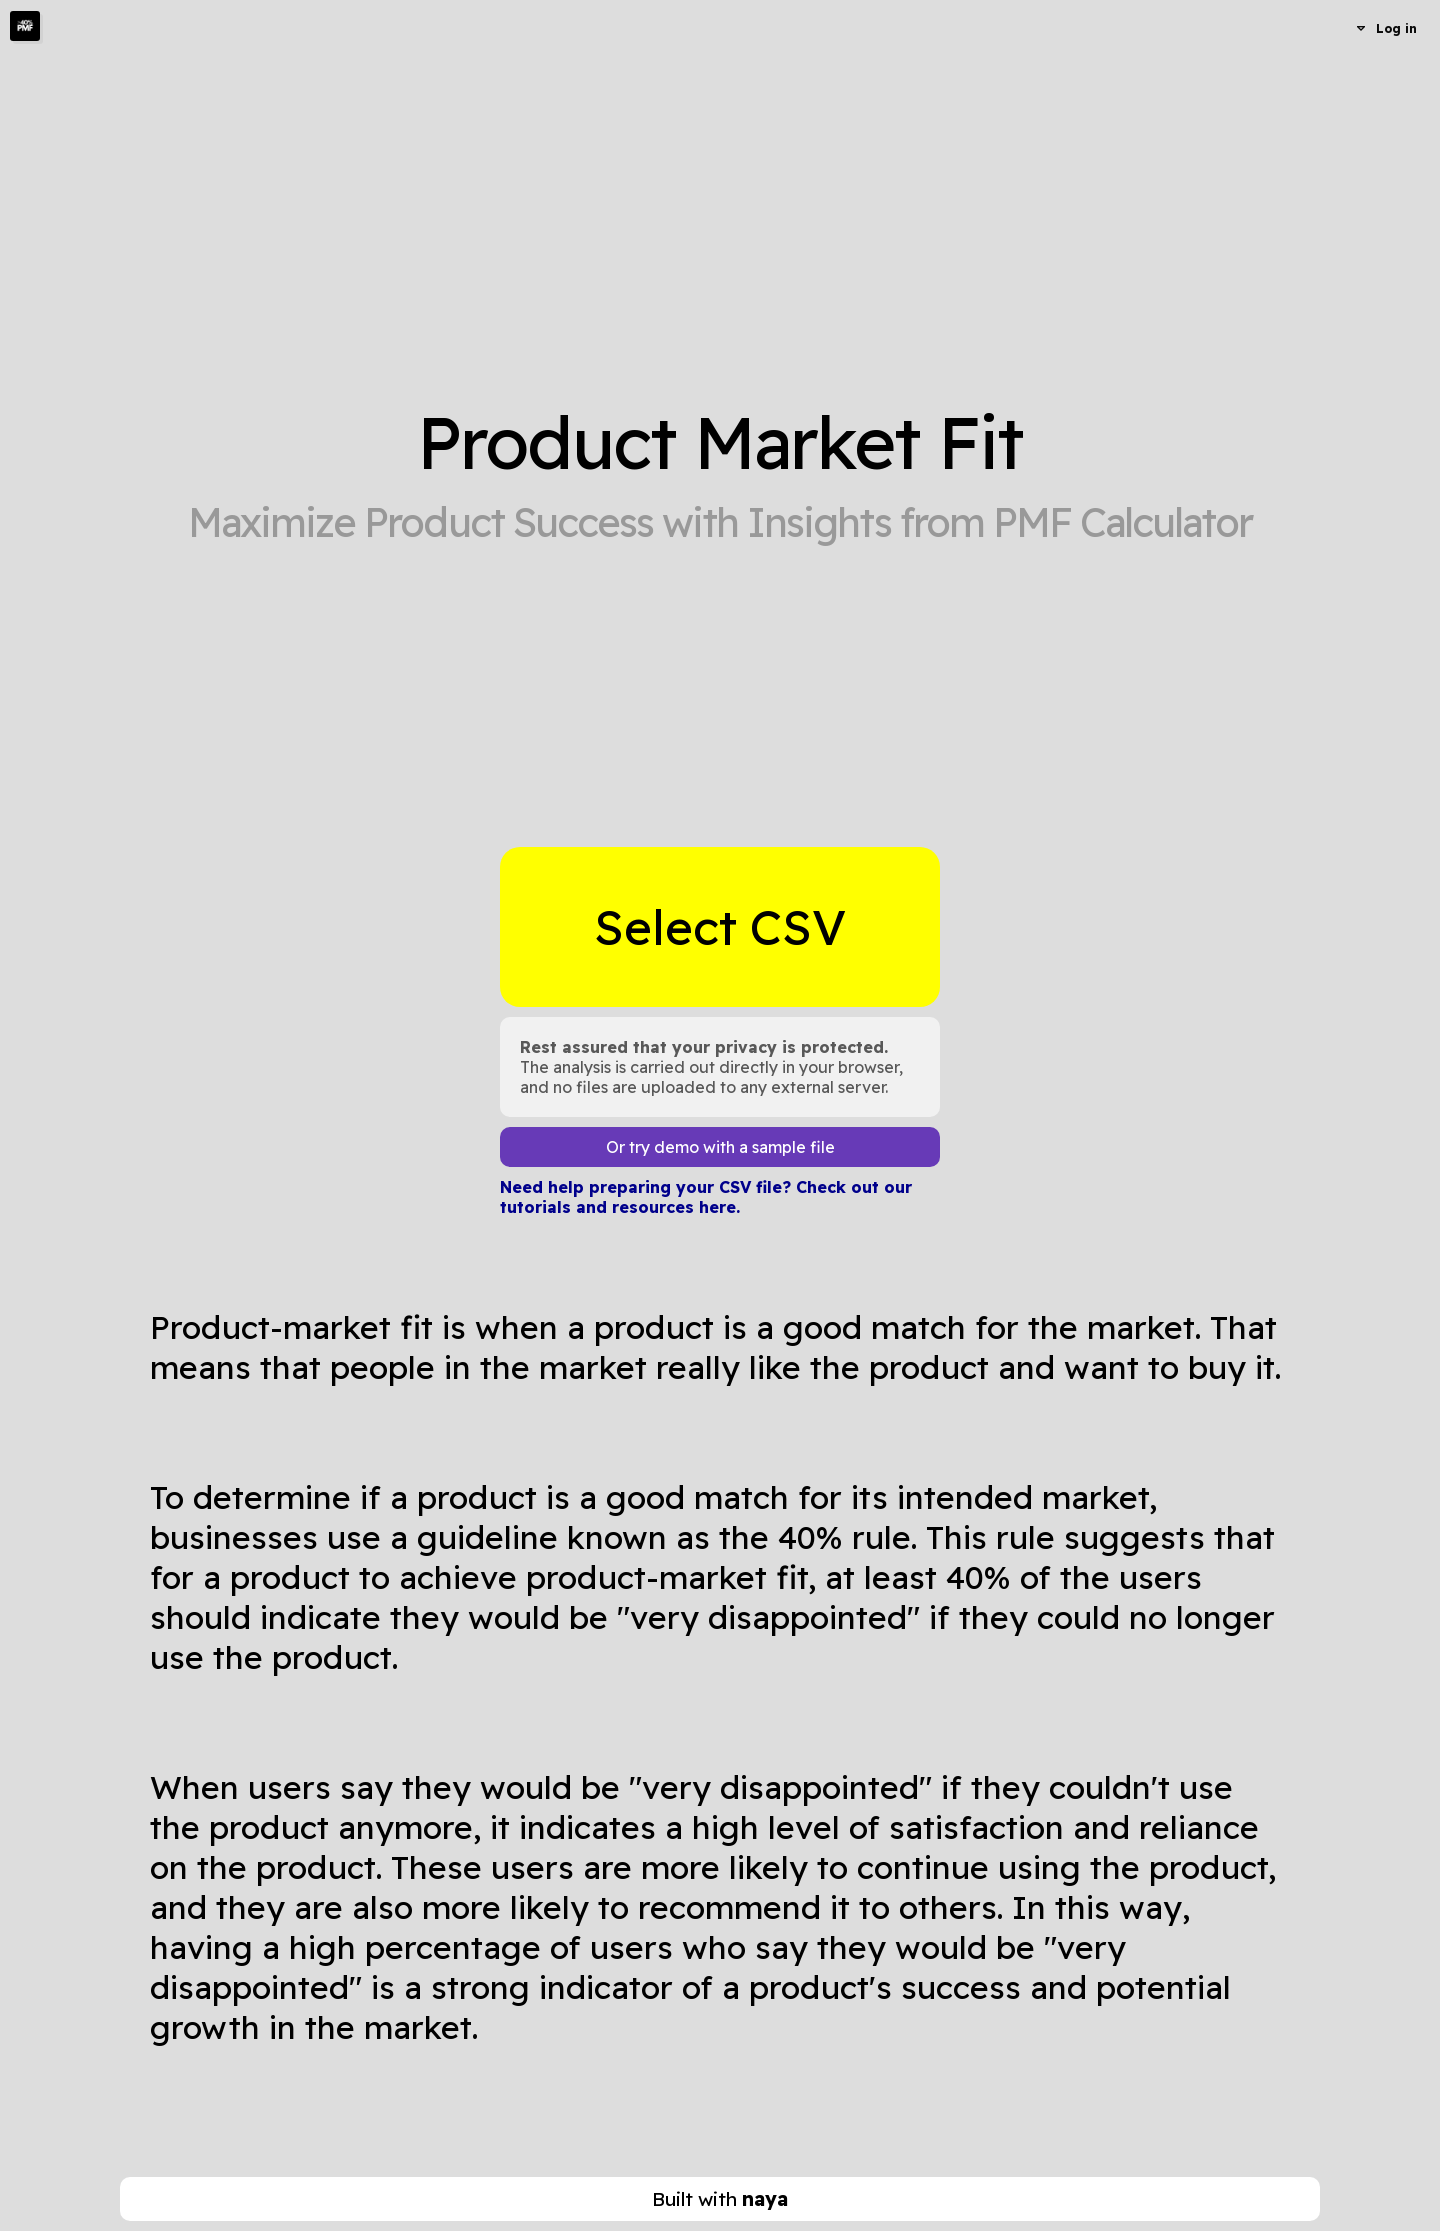 40%
PMF
Log in
Product Market Fit
Maximize Product Success with Insights from PMF Calculator
Select CSV
Rest assured that your privacy is protected.
The analysis is carried out directly in your browser,
and no files are uploaded to any external server.
Or try demo with a sample file
Need help preparing your CSV file? Check out our
tutorials and resources here.
Product-market fit is when a product is a good match for the market. That
means that people in the market really like the product and want to buy it.
To determine if a product is a good match for its intended market,
businesses use a guideline known as the 40% rule. This rule suggests that
for a product to achieve product-market fit, at least 40% of the users
should indicate they would be "very disappointed" if they could no longer
use the product.
When users say they would be "very disappointed" if they couldn't use
the product anymore, it indicates a high level of satisfaction and reliance
on the product. These users are more likely to continue using the product,
and they are also more likely to recommend it to others. In this way,
having a high percentage of users who say they would be "very
disappointed" is a strong indicator of a product's success and potential
growth in the market.
Built with naya